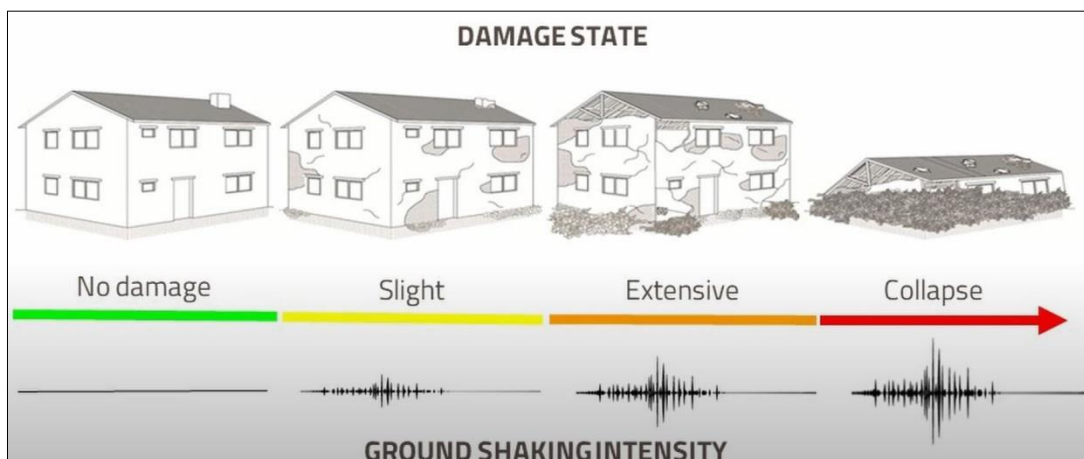 DAMAGE STATE
No damage
Slight
Extensive
Collapse
GROUND SHAKING INTENSITY